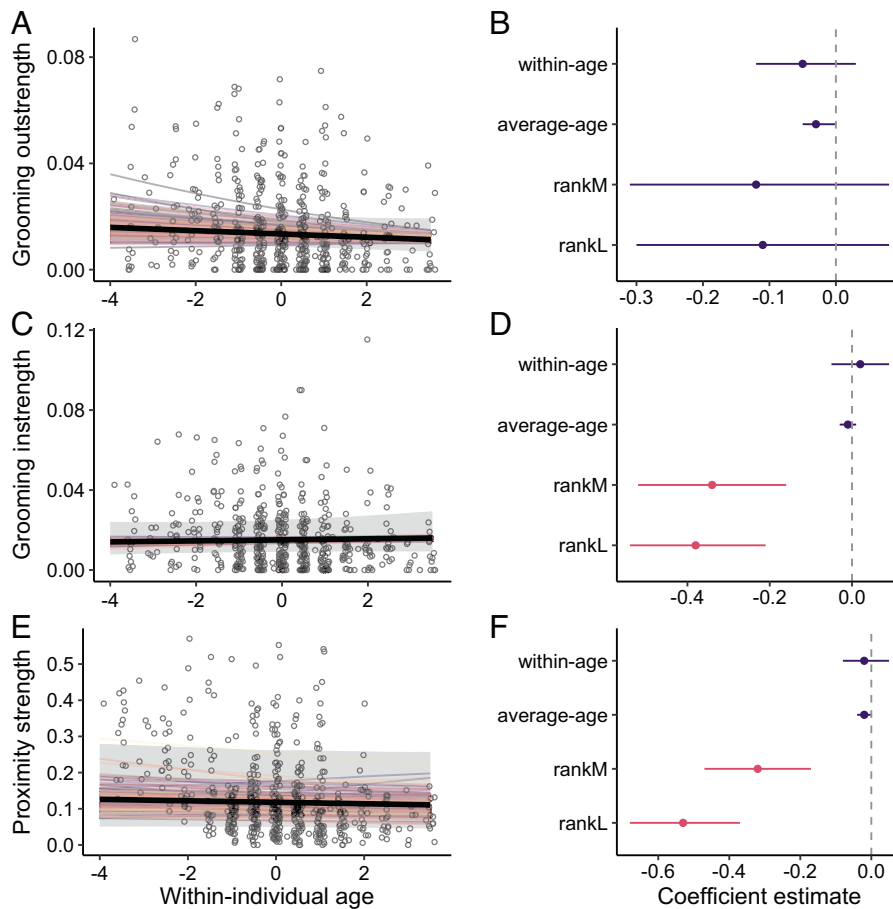 A
Grooming outstrength
0.08
0.04
0.00
-4
-2
0
2
B
within-age
average-age
rankM
rankL
-0.3
-0.2
-0.1
0.0
C
Grooming instrength
0.12
0.08
0.04
0.00
-4
-2
0
2
D
within-age
average-age
rankM
rankL
-0.4
-0.2
0.0
E
Proximity strength
0.5
0.4
0.3
0.2
0.1
0.0
-4
-2
0
2
Within-individual age
F
within-age
average-age
rankM
rankL
-0.6
-0.4
-0.2
0.0
Coefficient estimate